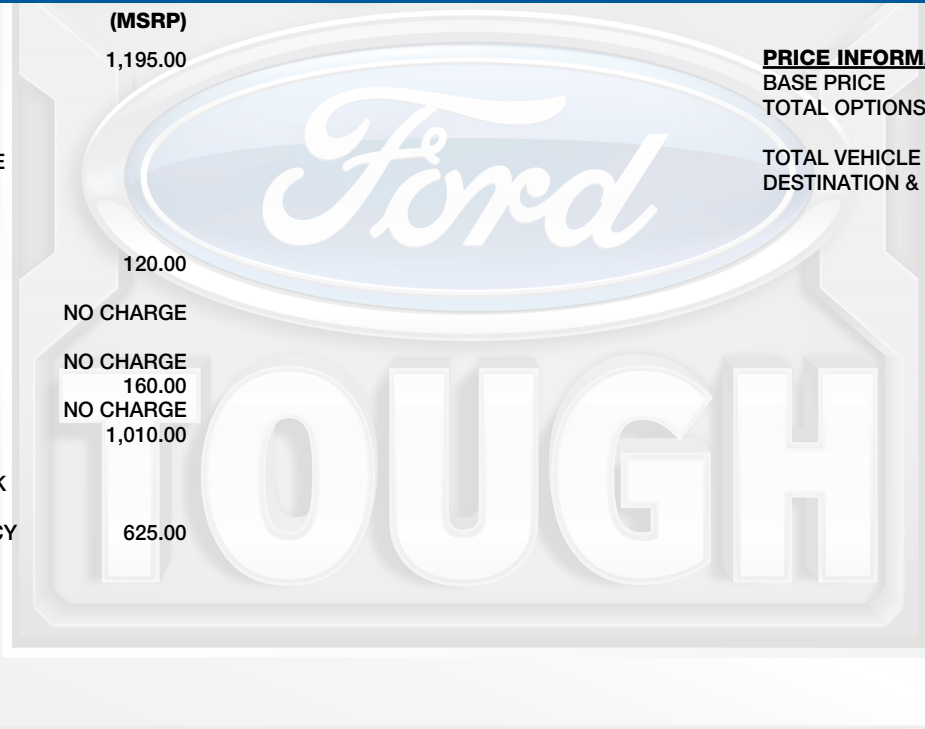 (MSRP)
1,195.00
PRICE INFORM
BASE PRICE
TOTAL OPTIONS
E
TOTAL VEHICLE
DESTINATION &
120.00
NO CHARGE
NO CHARGE
160.00
NO CHARGE
1,010.00
K
CY
625.00
Ford
TOUGH